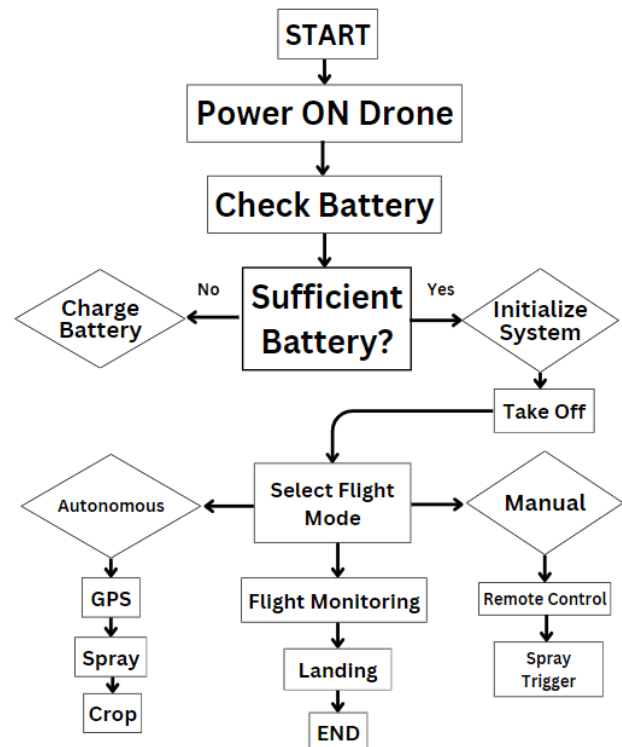 START
Power ON Drone
Check Battery
No
Yes
Charge
Battery
Sufficient
Battery?
Initialize
System
Take Off
Autonomous
Select Flight
Mode
Manual
GPS
Flight Monitoring
Remote Control
Spray
Landing
Spray
Trigger
Crop
END